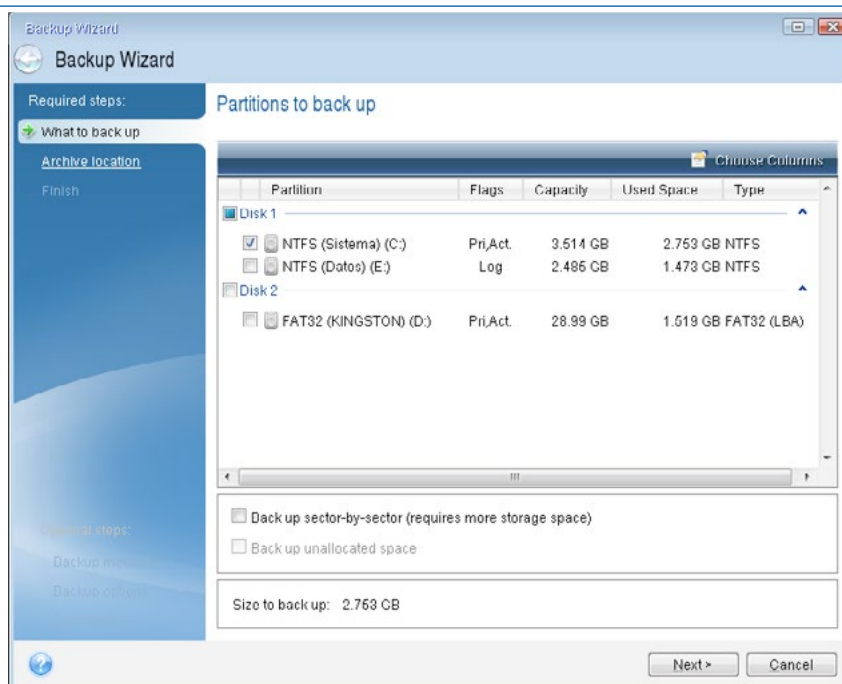 Backup Wizard
Backup Wizard
Required steps:
What to back up
Archive location
Finish
Partitions to back up
Choose Columns
Partition Flags Capacity Used Space Type
Disk 1
NTFS (Sistema) (C:) Pri,Act. 3.514 GB 2.753 GB NTFS
NTFS (Datos) (E:) Log 2.486 GB 1.473 GB NTFS
Disk 2
FAT32 (KINGSTON) (D:) Pri,Act. 28.99 GB 1.519 GB FAT32 (LBA)
Back up sector-by-sector (requires more storage space)
Back up unallocated space
Size to back up: 2.753 GB
steps:
Backup
Backup
Next >
Cancel